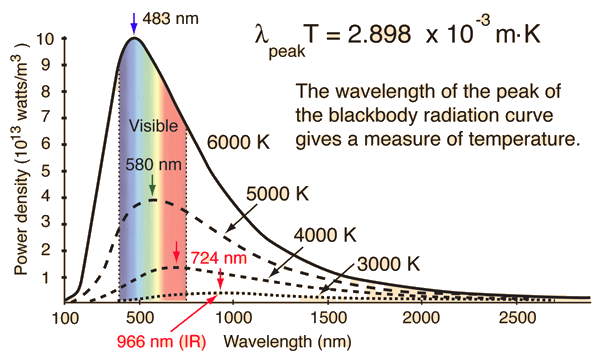 483 nm
λpeakT = 2.898 x 10-3 m·K
The wavelength of the peak of
the blackbody radiation curve
gives a measure of temperature.
Power density (10^13 watts/m^3)
10
9
8
7
6
5
4
3
2
1
Visible
580 nm
6000 K
5000 K
4000 K
724 nm
3000 K
100
500
1000
1500
2000
2500
966 nm (IR)
Wavelength (nm)